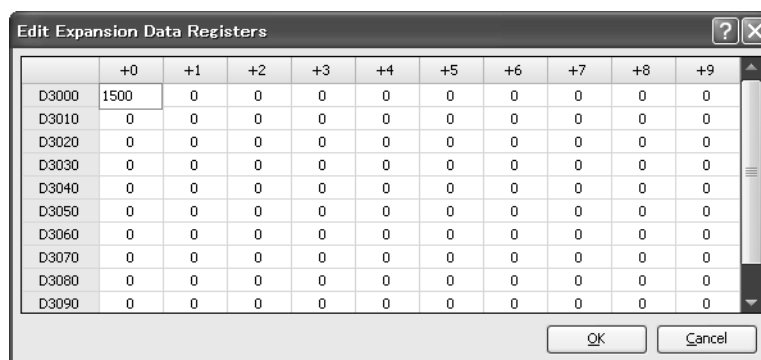 Edit Expansion Data Registers
+0 +1 +2 +3 +4 +5 +6 +7 +8 +9
D3000 1500 0 0 0 0 0 0 0 0 0
D3010 0 0 0 0 0 0 0 0 0 0
D3020 0 0 0 0 0 0 0 0 0 0
D3030 0 0 0 0 0 0 0 0 0 0
D3040 0 0 0 0 0 0 0 0 0 0
D3050 0 0 0 0 0 0 0 0 0 0
D3060 0 0 0 0 0 0 0 0 0 0
D3070 0 0 0 0 0 0 0 0 0 0
D3080 0 0 0 0 0 0 0 0 0 0
D3090 0 0 0 0 0 0 0 0 0 0
OK Cancel